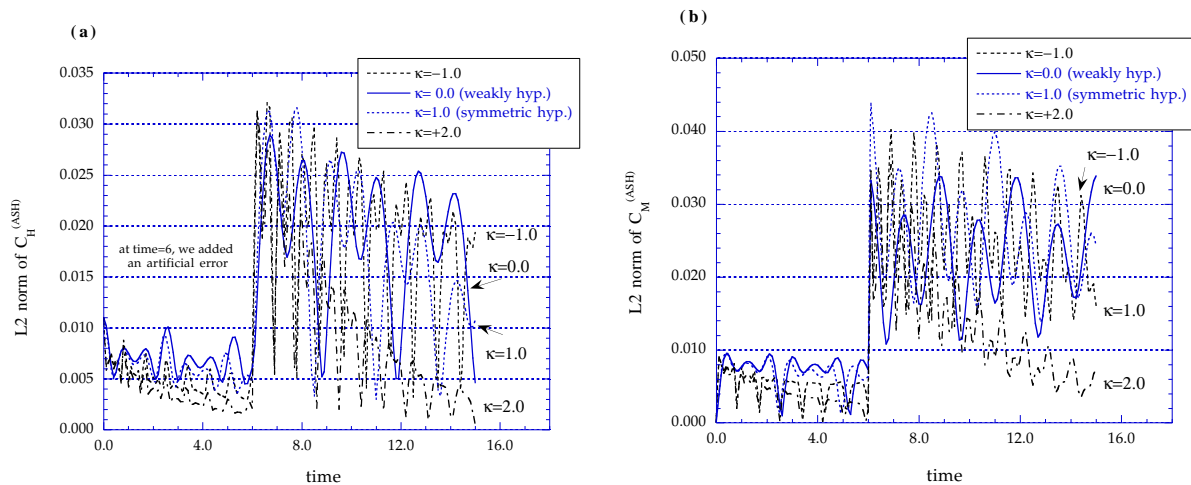 (a)
κ=−1.0
κ= 0.0 (weakly hyp.)
κ=1.0 (symmetric hyp.)
κ=+2.0
0.035
0.030
0.025
0.020
0.015
0.010
0.005
0.000
L2 norm of C_H^(ASH)
at time=6, we added
an artificial error
κ=−1.0
κ=0.0
κ=1.0
κ=2.0
0.0 4.0 8.0 12.0 16.0
time
(b)
κ=−1.0
κ=0.0 (weakly hyp.)
κ=1.0 (symmetric hyp.)
κ=+2.0
0.050
0.040
0.030
0.020
0.010
0.000
L2 norm of C_M^(ASH)
κ=−1.0
κ=0.0
κ=1.0
κ=2.0
0.0 4.0 8.0 12.0 16.0
time